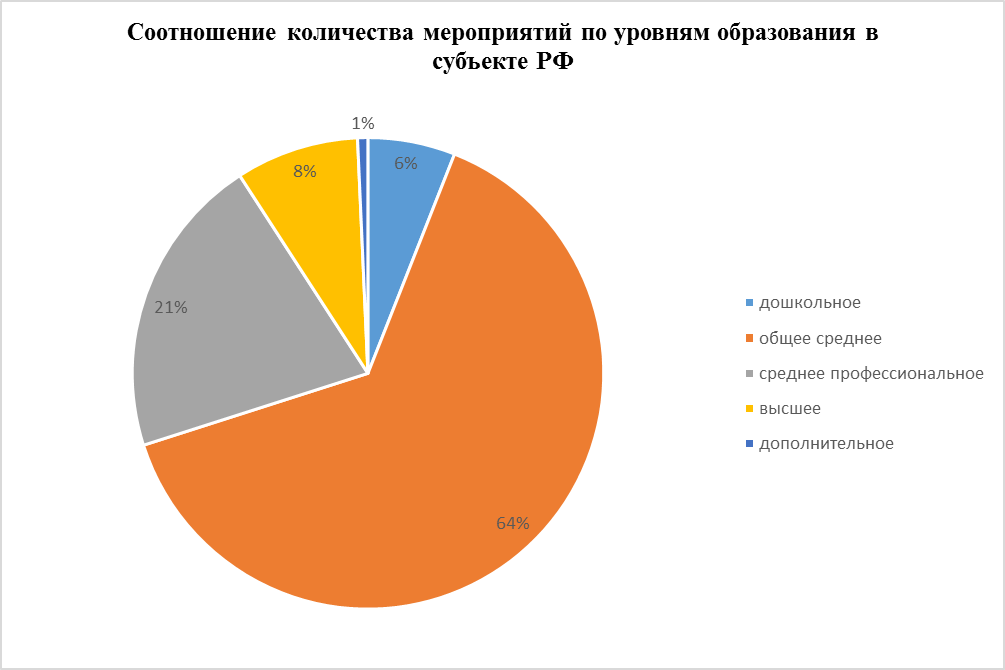 Соотношение количества мероприятий по уровням образования в
субъекте РФ
1%
6%
8%
21%
64%
дошкольное
общее среднее
среднее профессиональное
высшее
дополнительное